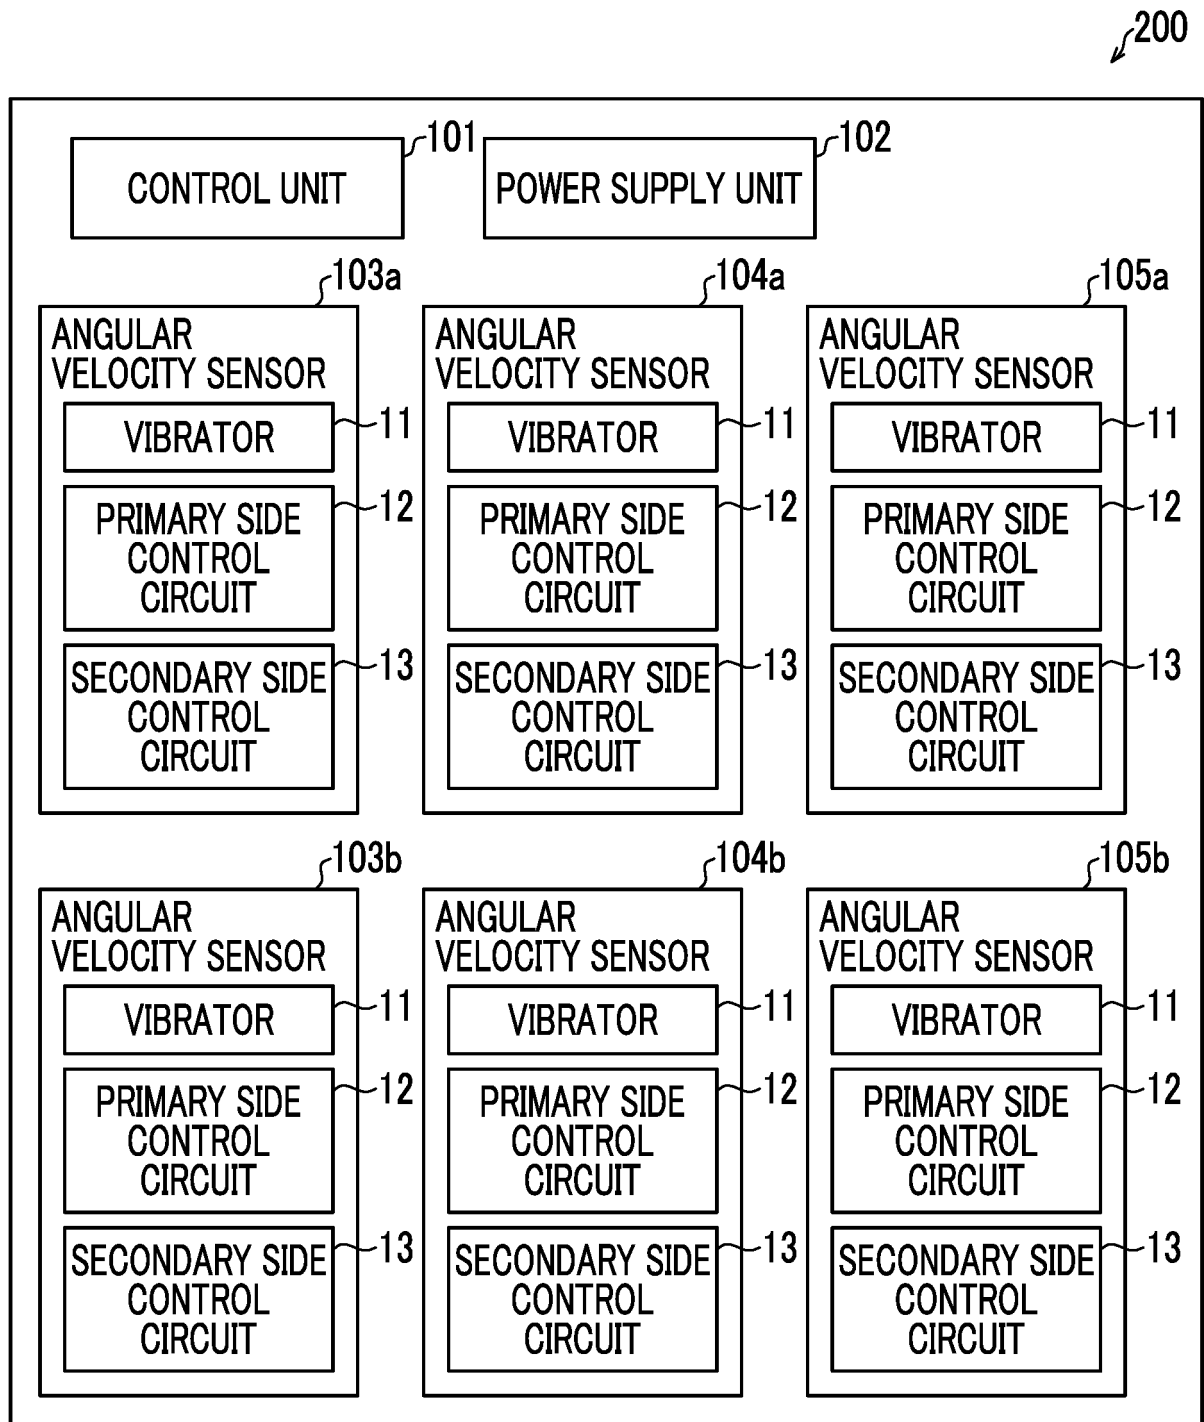 200
101
102
CONTROL UNIT
POWER SUPPLY UNIT
103a
104a
105a
ANGULAR
VELOCITY SENSOR
VIBRATOR
11
PRIMARY SIDE
CONTROL
CIRCUIT
12
SECONDARY SIDE
CONTROL
CIRCUIT
13
ANGULAR
VELOCITY SENSOR
VIBRATOR
11
PRIMARY SIDE
CONTROL
CIRCUIT
12
SECONDARY SIDE
CONTROL
CIRCUIT
13
ANGULAR
VELOCITY SENSOR
VIBRATOR
11
PRIMARY SIDE
CONTROL
CIRCUIT
12
SECONDARY SIDE
CONTROL
CIRCUIT
13
103b
104b
105b
ANGULAR
VELOCITY SENSOR
VIBRATOR
11
PRIMARY SIDE
CONTROL
CIRCUIT
12
SECONDARY SIDE
CONTROL
CIRCUIT
13
ANGULAR
VELOCITY SENSOR
VIBRATOR
11
PRIMARY SIDE
CONTROL
CIRCUIT
12
SECONDARY SIDE
CONTROL
CIRCUIT
13
ANGULAR
VELOCITY SENSOR
VIBRATOR
11
PRIMARY SIDE
CONTROL
CIRCUIT
12
SECONDARY SIDE
CONTROL
CIRCUIT
13